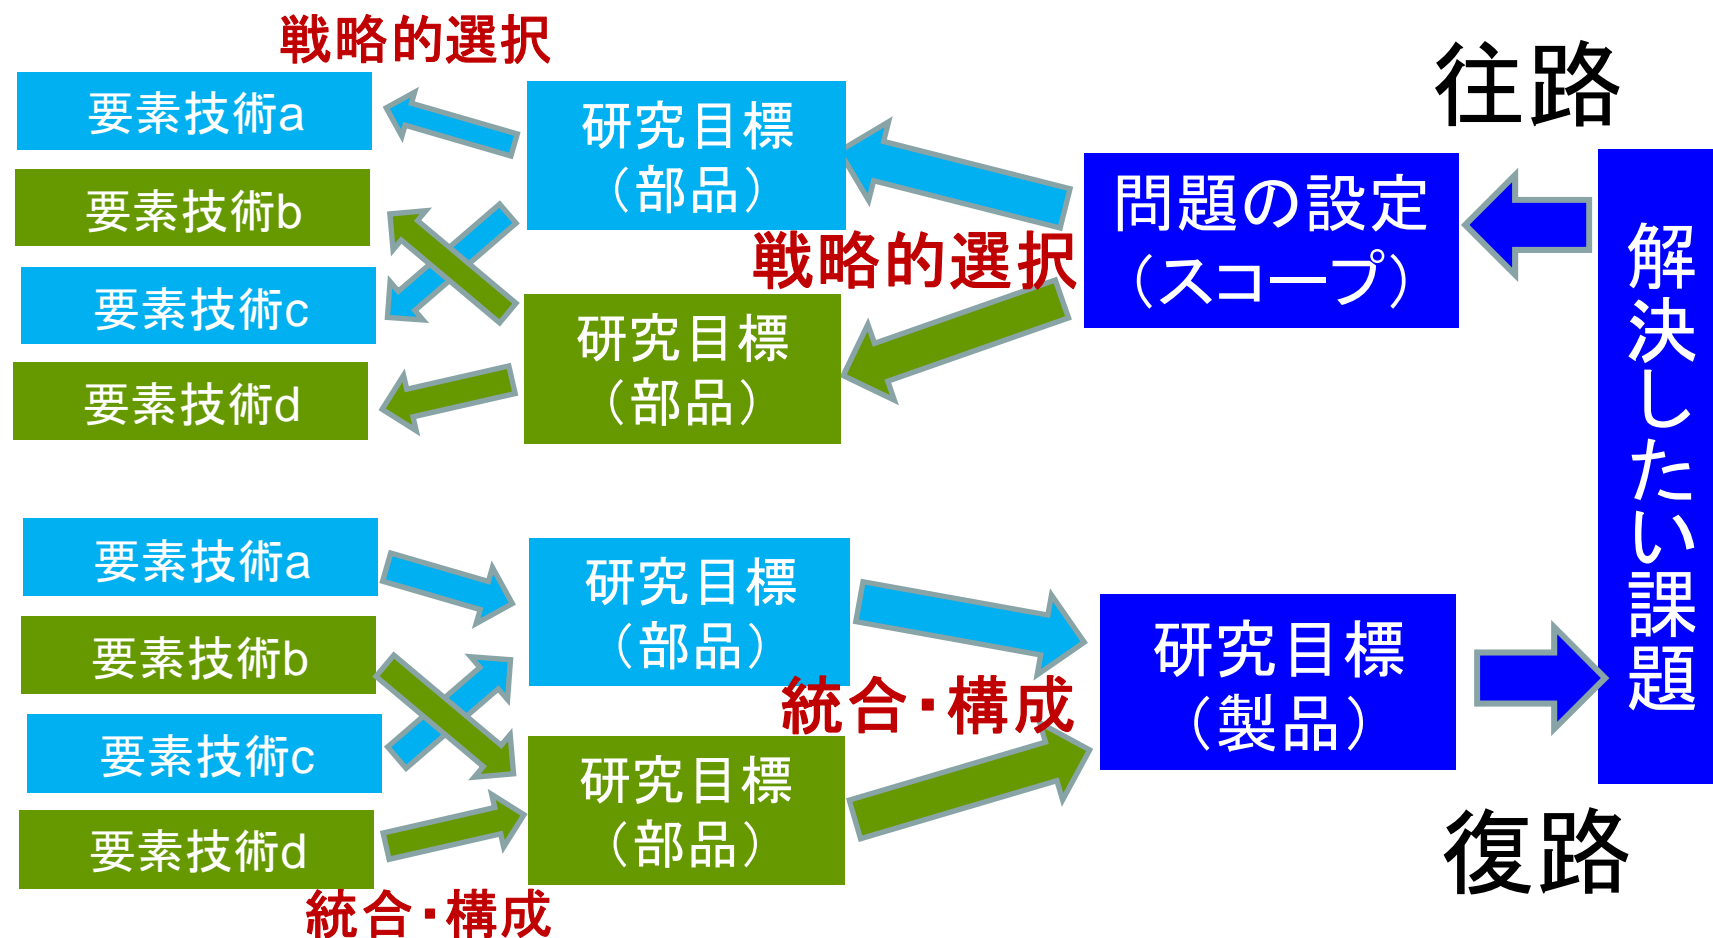 戦略的選択
往路
要素技術a
要素技術b
要素技術c
要素技術d
研究目標
（部品）
研究目標
（部品）
戦略的選択
問題の設定
（スコープ）
解決したい課題
要素技術a
要素技術b
要素技術c
要素技術d
統合・構成
研究目標
（部品）
研究目標
（部品）
統合・構成
研究目標
（製品）
復路